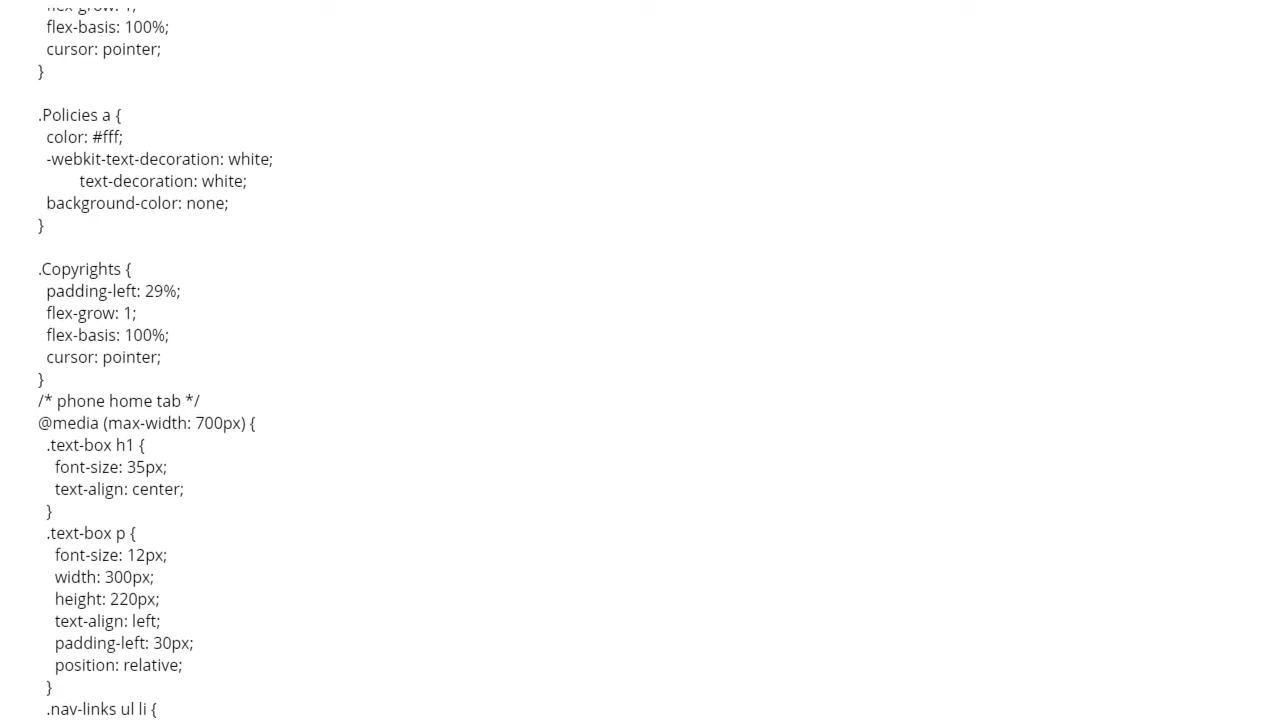 flex-grow: 1;
flex-basis: 100%;
cursor: pointer;
}
.Policies a {
color: #fff;
-webkit-text-decoration: white;
text-decoration: white;
background-color: none;
}
.Copyrights {
padding-left: 29%;
flex-grow: 1;
flex-basis: 100%;
cursor: pointer;
}
/* phone home tab */
@media (max-width: 700px) {
.text-box h1 {
font-size: 35px;
text-align: center;
}
.text-box p {
font-size: 12px;
width: 300px;
height: 220px;
text-align: left;
padding-left: 30px;
position: relative;
}
.nav-links ul li {